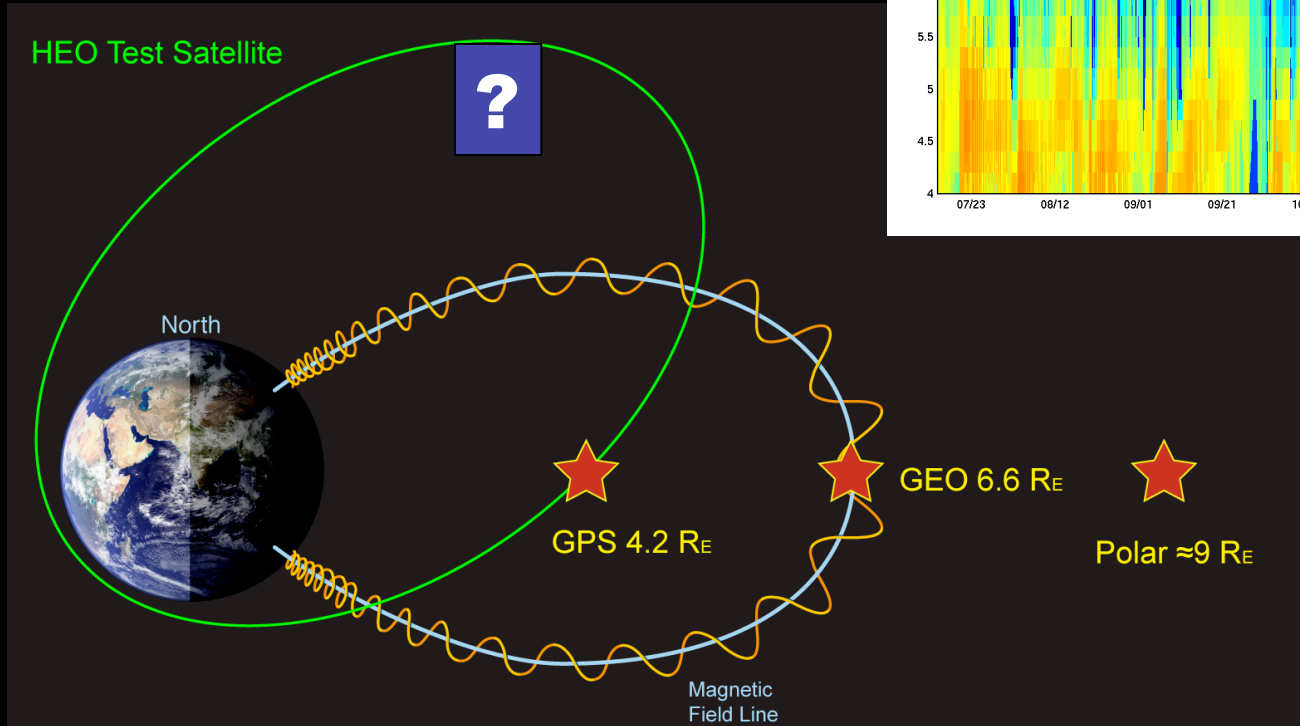 HEO Test Satellite
?
5.5
5
4.5
4
07/23 08/12 09/01 09/21
North
GEO 6.6 RE
GPS 4.2 RE
Polar ≈9 RE
Magnetic
Field Line